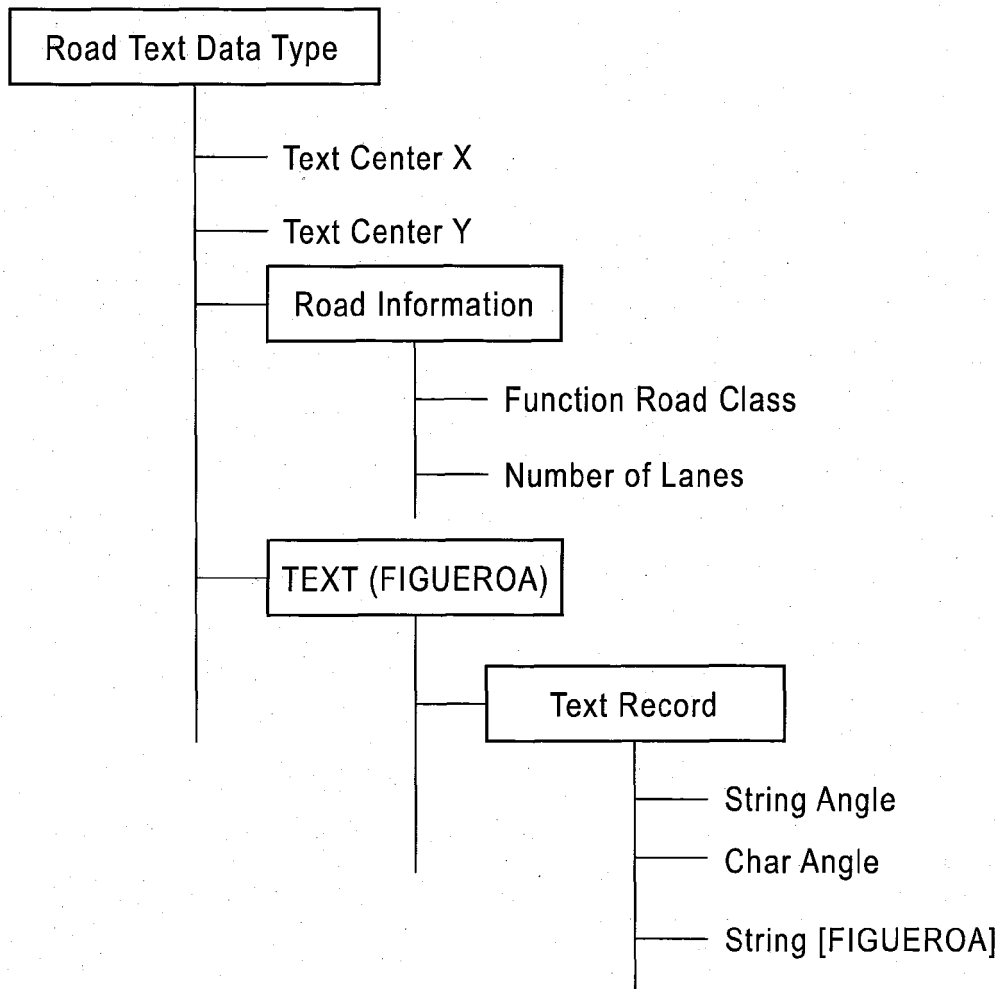 Road Text Data Type
Text Center X
Text Center Y
Road Information
Function Road Class
Number of Lanes
TEXT (FIGUEROA)
Text Record
String Angle
Char Angle
String [FIGUEROA]